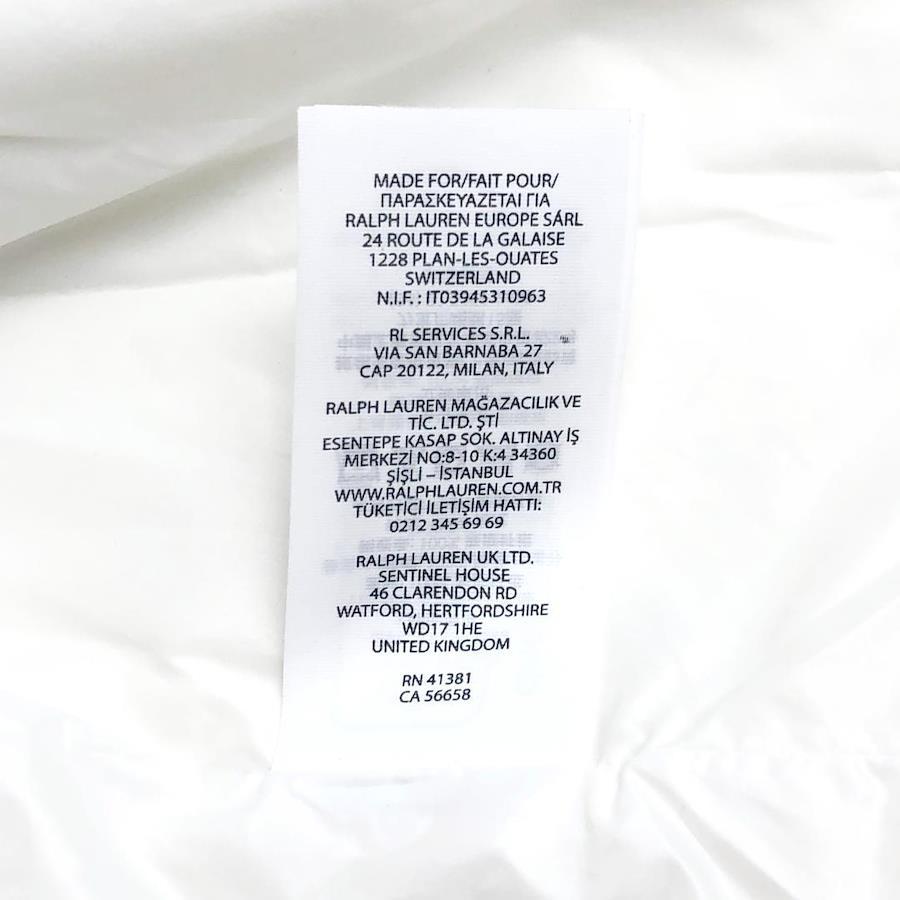 MADE FOR/FAIT POUR/
ΠΑΡΑΣΚΕΥΑΖΕΤΑΙ ΓΙΑ
RALPH LAUREN EUROPE SÁRL
24 ROUTE DE LA GALAISE
1228 PLAN-LES-OUATES
SWITZERLAND
N.I.F. : IT03945310963
RL SERVICES S.R.L.
VIA SAN BARNABA 27
CAP 20122, MILAN, ITALY
RALPH LAUREN MAĞAZACILIK VE
TİC. LTD. ŞTİ
ESENTEPE KASAP SOK. ALTINAY İŞ
MERKEZİ NO:8-10 K:4 34360
ŞİŞLİ – İSTANBUL
WWW.RALPHLAUREN.COM.TR
TÜKETİCİ İLETİŞİM HATTI:
0212 345 69 69
RALPH LAUREN UK LTD.
SENTINEL HOUSE
46 CLARENDON RD
WATFORD, HERTFORDSHIRE
WD17 1HE
UNITED KINGDOM
RN 41381
CA 56658